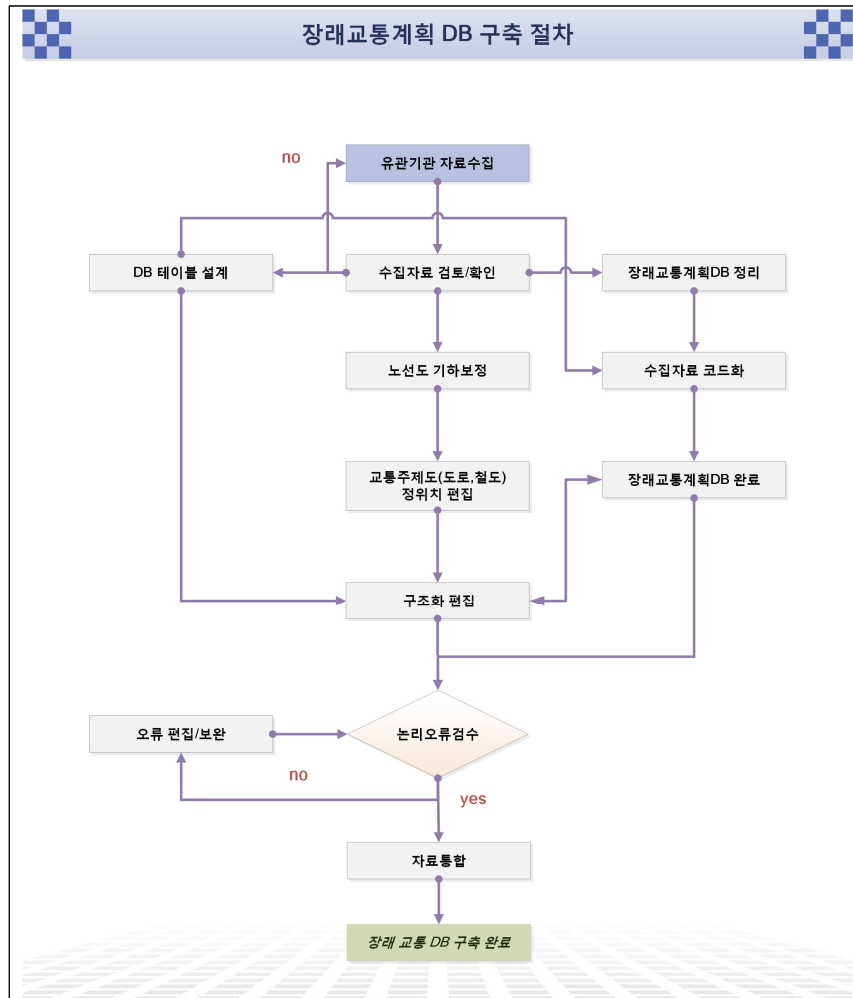 장래교통계획 DB 구축 절차
no
유관기관 자료수집
DB 테이블 설계
수집자료 검토/확인
장래교통계획DB 정리
노선도 기하보정
수집자료 코드화
교통주제도(도로,철도)
정위치 편집
장래교통계획DB 완료
구조화 편집
오류 편집/보완
논리오류검수
no
yes
자료통합
장래 교통 DB 구축 완료